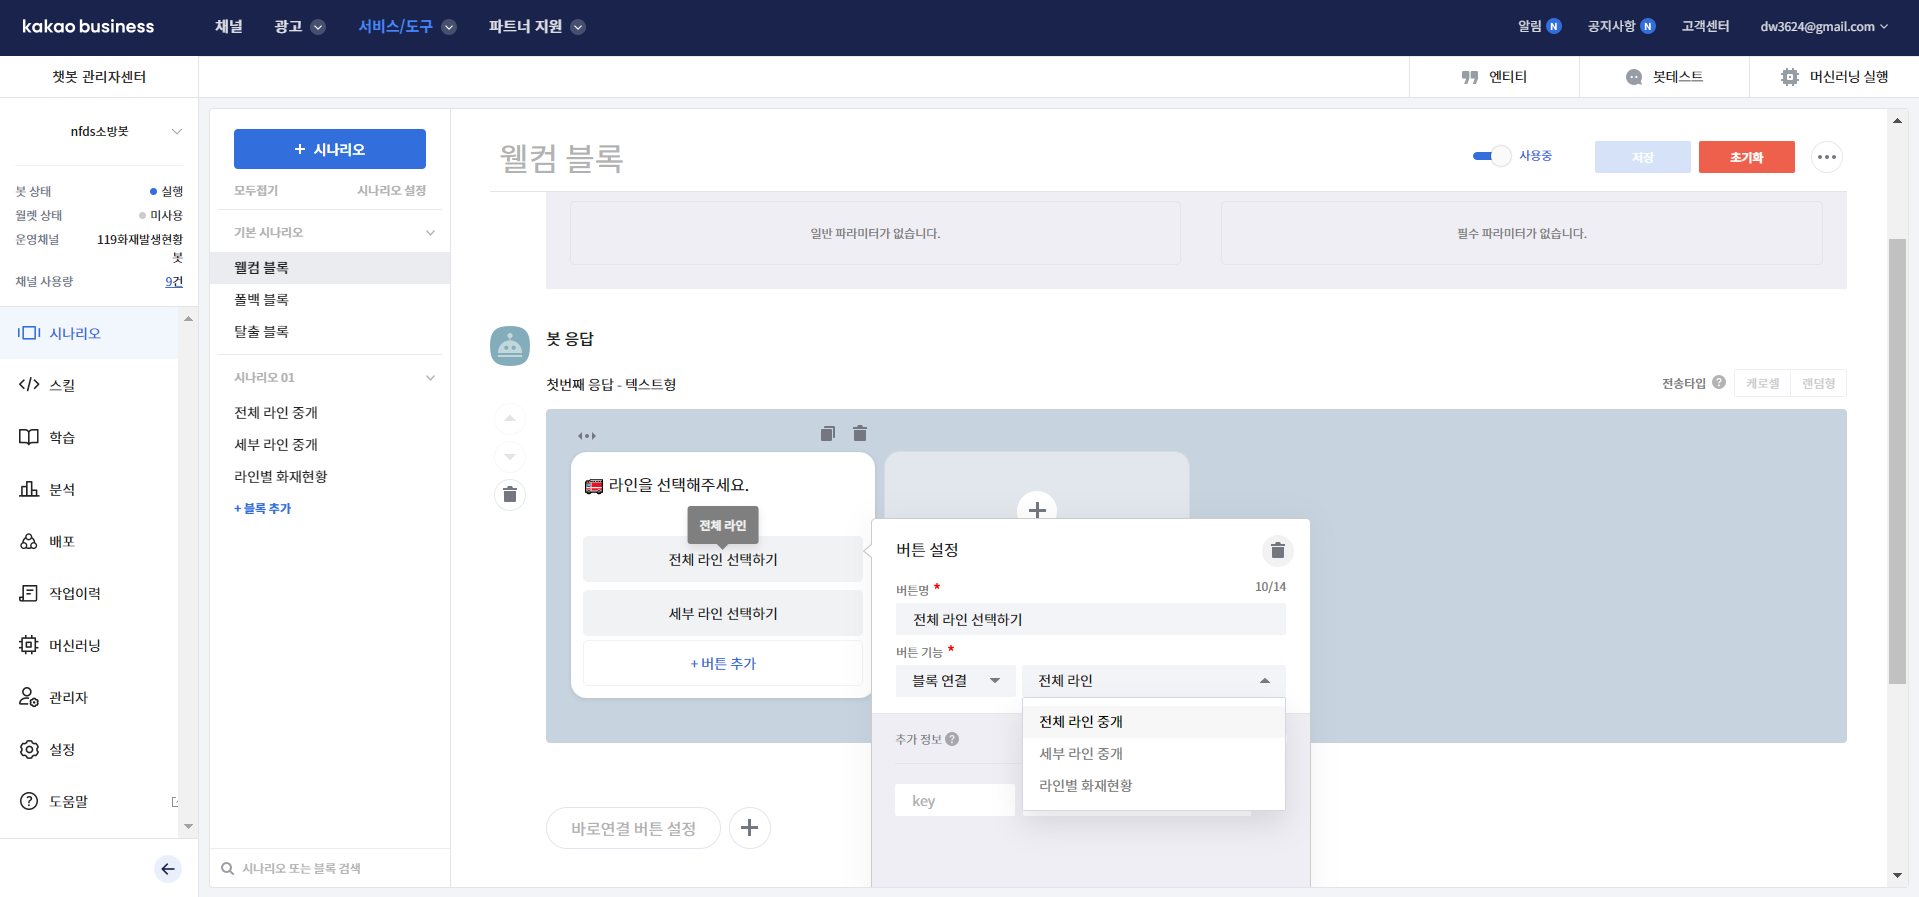 kakao business
채널
광고
서비스/도구
파트너 지원
알림 N
공지사항 N
고객센터
dw3624@gmail.com
챗봇 관리자센터
엔티티
봇테스트
머신러닝 실행
nfds소방봇
봇 상태
실행
월렛 상태
미사용
운영채널
119화재발생현황
봇
채널 사용량
9건
시나리오
스킬
학습
분석
배포
작업이력
머신러닝
관리자
설정
도움말
+ 시나리오
모두접기
시나리오 설정
기본 시나리오
웰컴 블록
폴백 블록
탈출 블록
시나리오 01
전체 라인 중개
세부 라인 중개
라인별 화재현황
+ 블록 추가
시나리오 또는 블록 검색
웰컴 블록
사용중
저장
초기화
일반 파라미터가 없습니다.
필수 파라미터가 없습니다.
봇 응답
첫번째 응답 - 텍스트형
전송타입 ?
케로셀
랜덤형
라인을 선택해주세요.
전체 라인
전체 라인 선택하기
세부 라인 선택하기
+ 버튼 추가
버튼 설정
버튼명 *
10/14
전체 라인 선택하기
버튼 기능 *
블록 연결
전체 라인
전체 라인 중개
세부 라인 중개
라인별 화재현황
추가 정보 ?
key
바로연결 버튼 설정